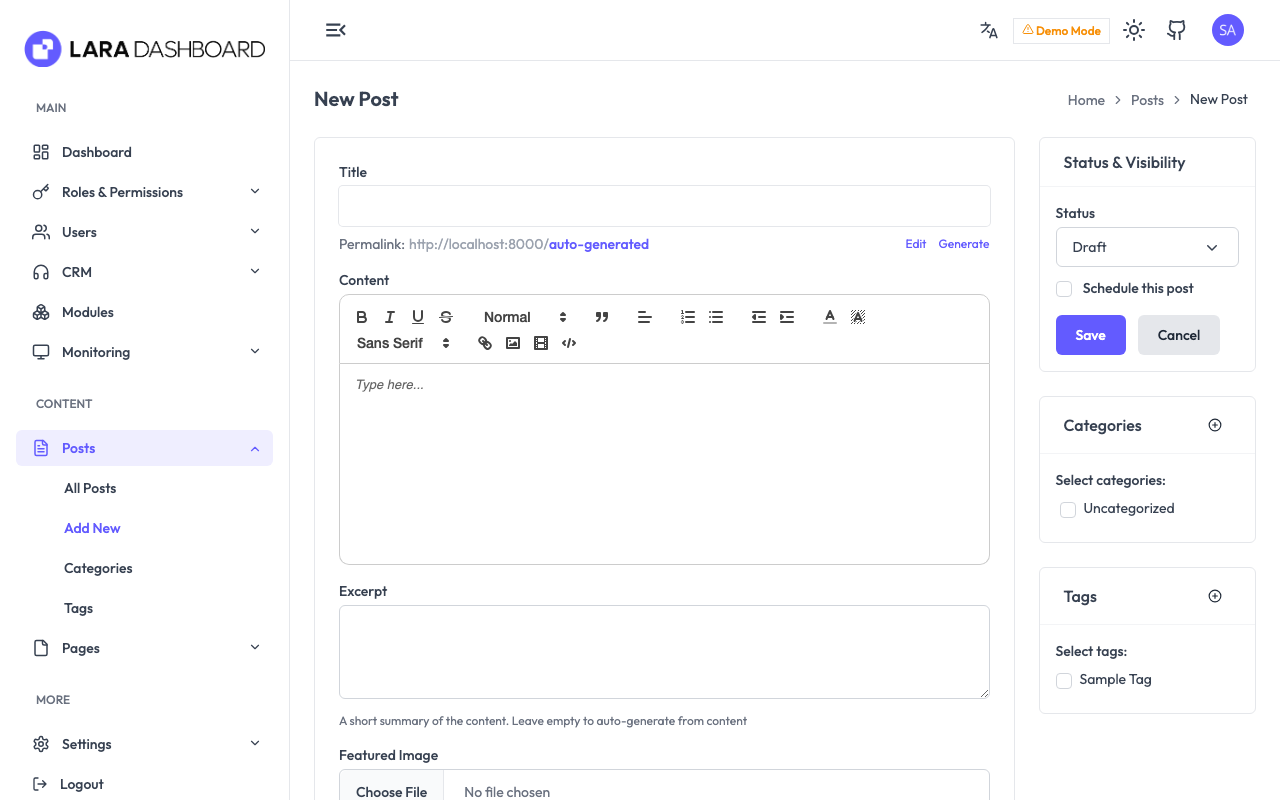 LARA DASHBOARD
MAIN
Dashboard
Roles & Permissions
Users
CRM
Modules
Monitoring
CONTENT
Posts
All Posts
Add New
Categories
Tags
Pages
MORE
Settings
Logout
Demo Mode
SA
New Post
Home > Posts > New Post
Title
Permalink: http://localhost:8000/auto-generated
Edit Generate
Content
Normal
Sans Serif
Type here...
Excerpt
A short summary of the content. Leave empty to auto-generate from content
Featured Image
Choose File No file chosen
Status & Visibility
Status
Draft
Schedule this post
Save Cancel
Categories
Select categories:
Uncategorized
Tags
Select tags:
Sample Tag